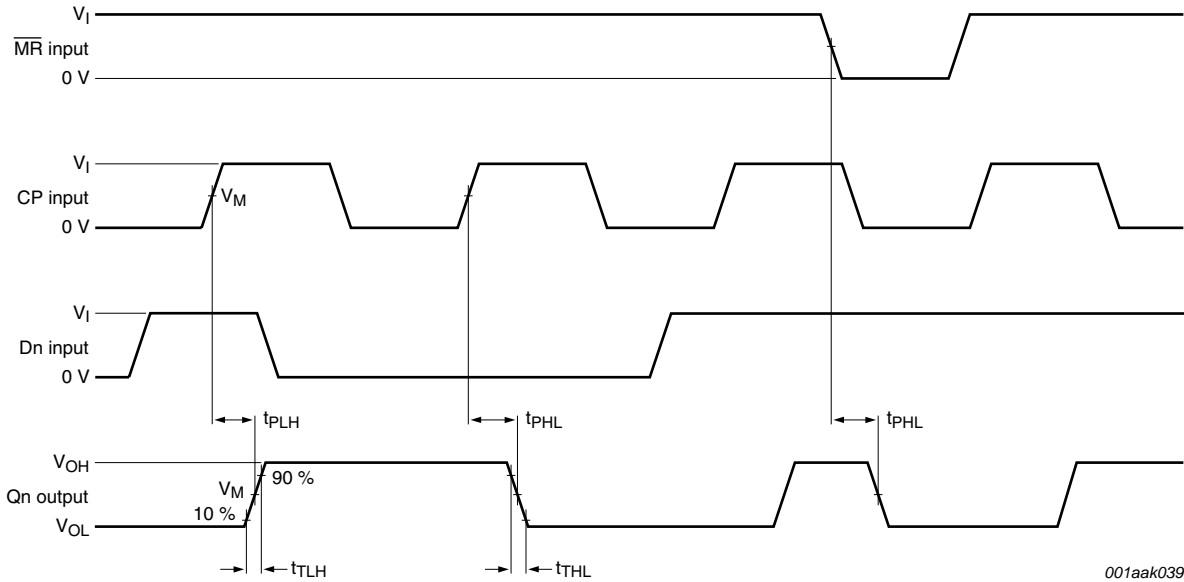 V_I
M̅R̅ input
0 V
V_I
CP input
V_M
0 V
V_I
Dn input
0 V
t_PLH
t_PHL
t_PHL
V_OH
90 %
Qn output
V_M
10 %
V_OL
t_TLH
t_THL
001aak039